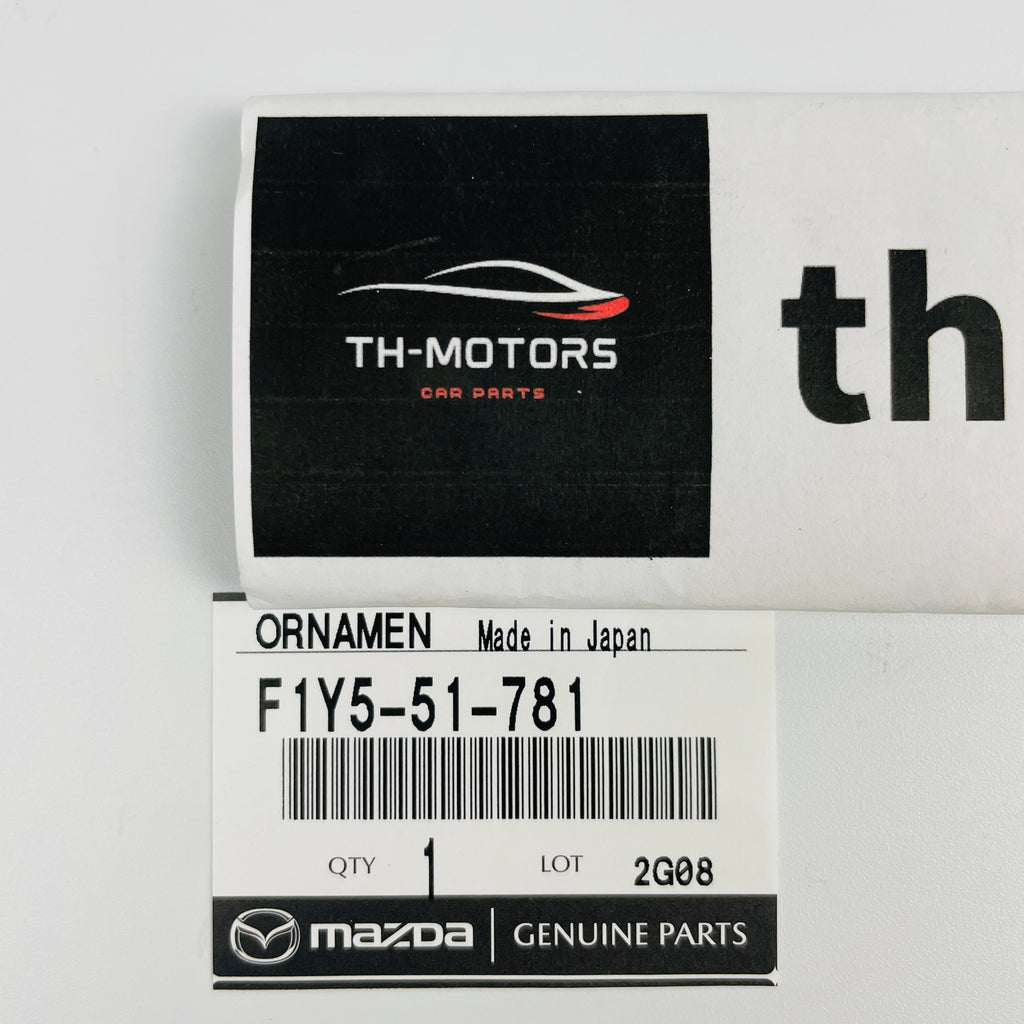 TH-MOTORS
CAR PARTS
th
ORNAMEN Made in Japan
F1Y5-51-781
QTY 1 LOT 2G08
mazda GENUINE PARTS